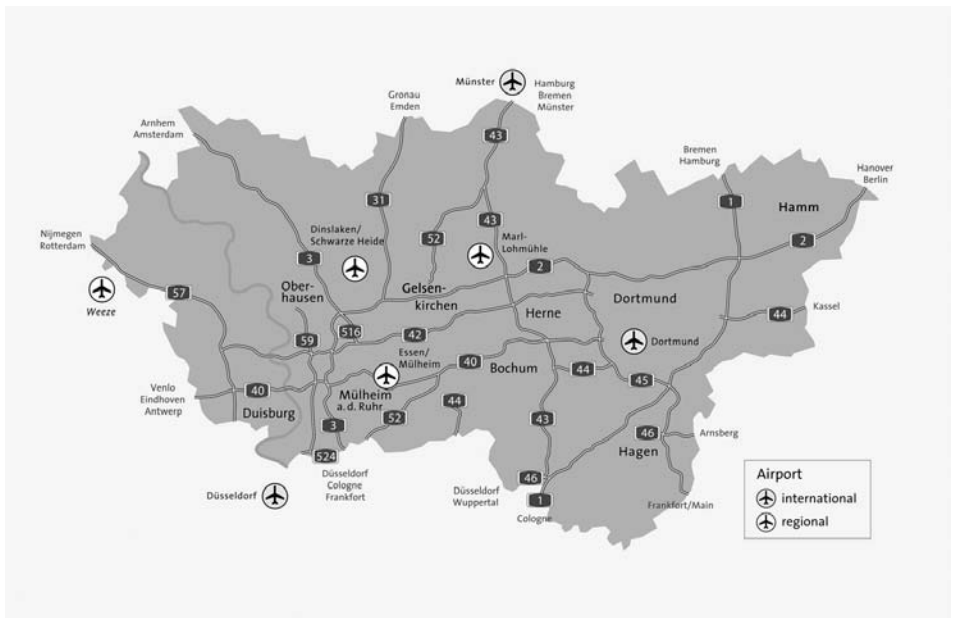 Münster
Hamburg
Bremen
Münster
Gronau
Emden
Arnhem
Amsterdam
43
Bremen
Hamburg
Hanover
Berlin
31
1
Hamm
43
Nijmegen
Rotterdam
Dinslaken/
Schwarze Heide
52
Marl-
Lohmühle
2
3
2
Weeze
57
Ober-
hausen
Gelsen-
kirchen
Dortmund
Kassel
Herne
44
59
516
42
Dortmund
Essen/
Mülheim
40
Bochum
44
45
Venlo
Eindhoven
Antwerp
40
Duisburg
Mülheim
a. d. Ruhr
44
52
43
3
46
Arnsberg
Hagen
524
Düsseldorf
Cologne
Frankfort
Düsseldorf
Wuppertal
46
1
Cologne
Düsseldorf
Frankfort/Main
Airport
international
regional